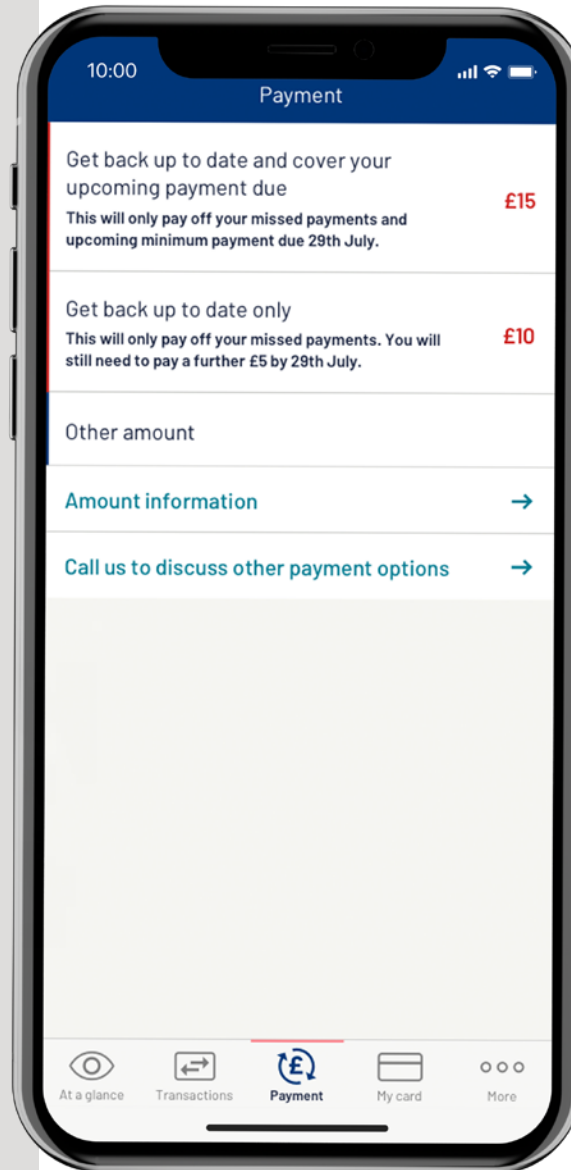 10:00
Payment
Get back up to date and cover your
upcoming payment due
£15
This will only pay off your missed payments and
upcoming minimum payment due 29th July.
Get back up to date only
£10
This will only pay off your missed payments. You will
still need to pay a further £5 by 29th July.
Other amount
Amount information
Call us to discuss other payment options
£
At a glance Transactions Payment My card More